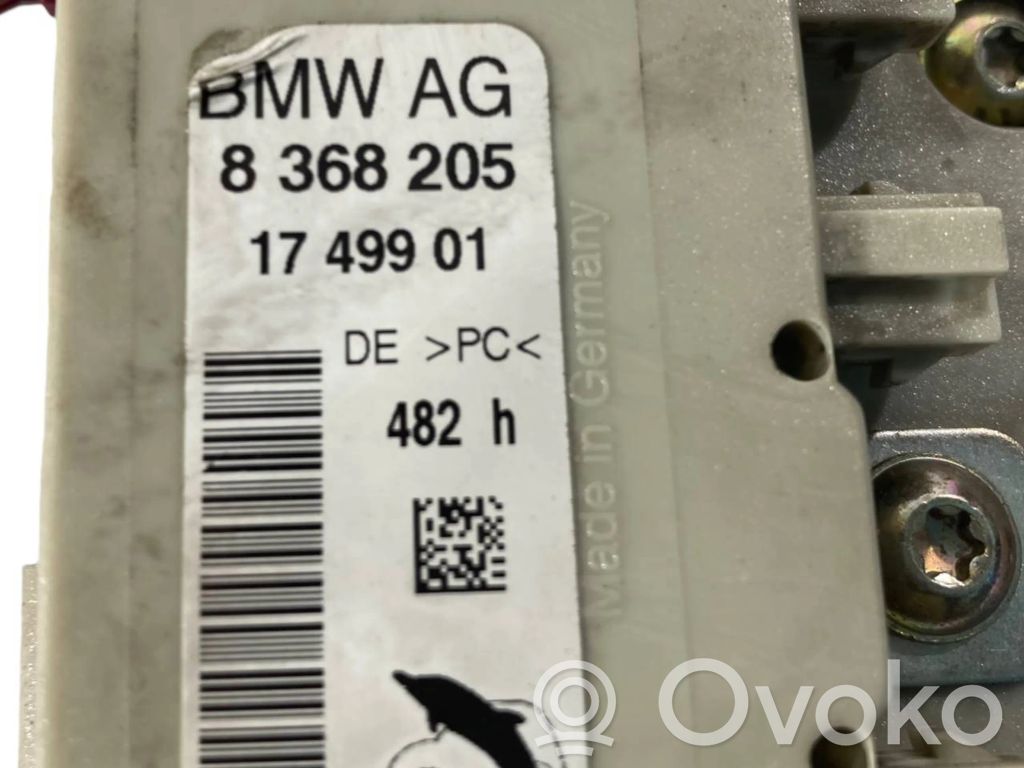 BMW AG
8 368 205
17 499 01
DE >PC<
482 h
Made in Germany
Ovoko